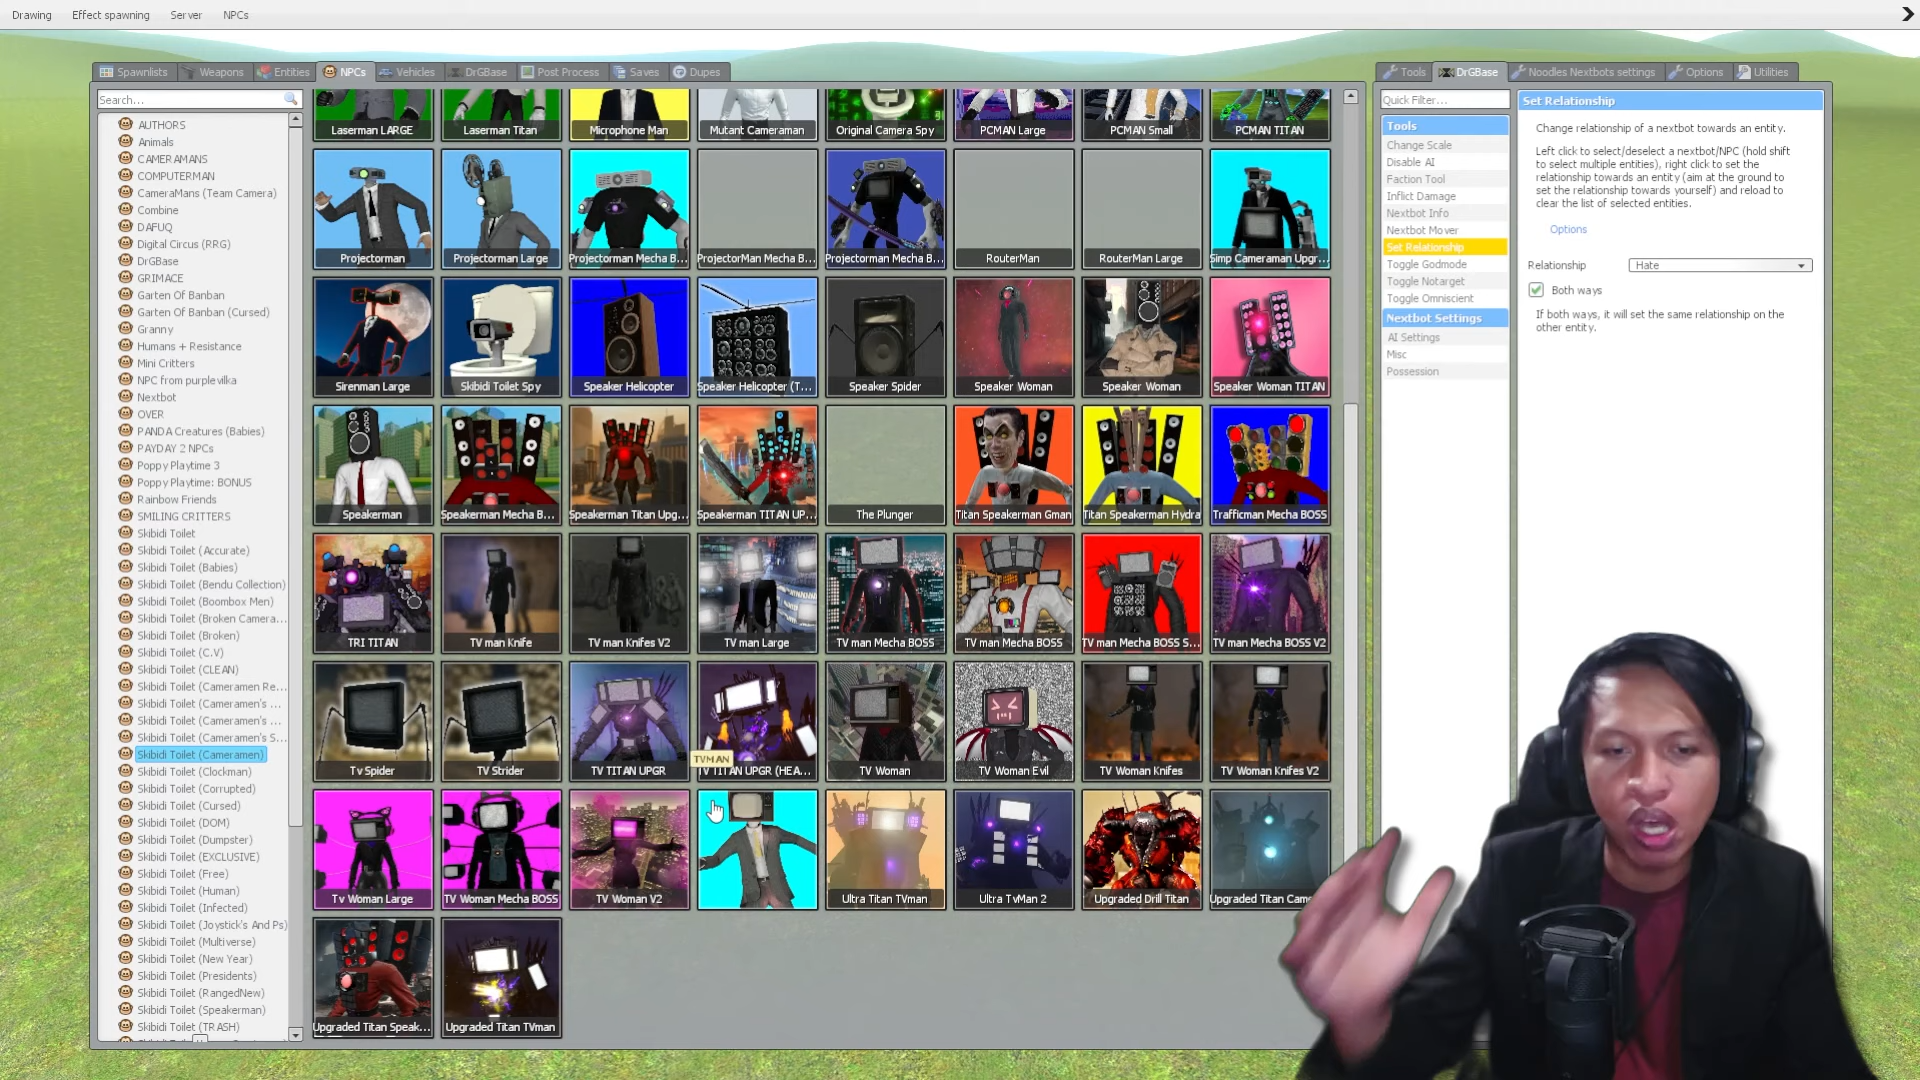 Drawing Effect spawning Server NPCs
Spawnlists Weapons Entities NPCs Vehicles DrGBase Post Process Saves Dupes
Search...
AUTHORS
Animals
CAMERAMANS
COMPUTERMAN
CameraMans (Team Camera)
Combine
DAFUQ
Digital Circus (RRG)
DrGBase
GRIMACE
Garten Of Banban
Garten Of Banban (Cursed)
Granny
Humans + Resistance
Mini Critters
NPC from purplevilka
Nextbot
OVER
PANDA Creatures (Babies)
PAYDAY 2 NPCs
Poppy Playtime 3
Poppy Playtime: BONUS
Rainbow Friends
SMILING CRITTERS
Skibidi Toilet
Skibidi Toilet (Accurate)
Skibidi Toilet (Babies)
Skibidi Toilet (Bendu Collection)
Skibidi Toilet (Boombox Men)
Skibidi Toilet (Broken Camera...
Skibidi Toilet (Broken)
Skibidi Toilet (C.V)
Skibidi Toilet (CLEAN)
Skibidi Toilet (Cameramen Re...
Skibidi Toilet (Cameramen's ...
Skibidi Toilet (Cameramen's ...
Skibidi Toilet (Cameramen's S...
Skibidi Toilet (Cameramen)
Skibidi Toilet (Clockman)
Skibidi Toilet (Corrupted)
Skibidi Toilet (Cursed)
Skibidi Toilet (DOM)
Skibidi Toilet (Dumpster)
Skibidi Toilet (EXCLUSIVE)
Skibidi Toilet (Free)
Skibidi Toilet (Human)
Skibidi Toilet (Infected)
Skibidi Toilet (Joystick's And Ps)
Skibidi Toilet (Multiverse)
Skibidi Toilet (New Year)
Skibidi Toilet (Presidents)
Skibidi Toilet (RangedNew)
Skibidi Toilet (Speakerman)
Skibidi Toilet (TRASH)
Laserman LARGE Laserman Titan Microphone Man Mutant Cameraman Original Camera Spy PCMAN Large PCMAN Small PCMAN TITAN
Projectorman Projectorman Large Projectorman Mecha B... ProjectorMan Mecha B... Projectorman Mecha B... RouterMan RouterMan Large Simp Cameraman Upgr...
Sirenman Large Skibidi Toilet Spy Speaker Helicopter Speaker Helicopter (T... Speaker Spider Speaker Woman Speaker Woman Speaker Woman TITAN
Speakerman Speakerman Mecha B... Speakerman Titan Upg... Speakerman TITAN UP... The Plunger Titan Speakerman Gman Titan Speakerman Hydra Trafficman Mecha BOSS
TRI TITAN TV man Knife TV man Knifes V2 TV man Large TV man Mecha BOSS TV man Mecha BOSS TV man Mecha BOSS S... TV man Mecha BOSS V2
TVMAN
Tv Spider TV Strider TV TITAN UPGR TV TITAN UPGR (HEA... TV Woman TV Woman Evil TV Woman Knifes TV Woman Knifes V2
Tv Woman Large TV Woman Mecha BOSS TV Woman V2 Ultra Titan TVman Ultra TvMan 2 Upgraded Drill Titan Upgraded Titan Came...
Upgraded Titan Speak... Upgraded Titan TVman
Tools DrGBase Noodles Nextbots settings Options Utilities
Quick Filter...
Tools
Change Scale
Disable AI
Faction Tool
Inflict Damage
Nextbot Info
Nextbot Mover
Set Relationship
Toggle Godmode
Toggle Notarget
Toggle Omniscient
Nextbot Settings
AI Settings
Misc
Possession
Set Relationship
Change relationship of a nextbot towards an entity.
Left click to select/deselect a nextbot/NPC (hold shift
to select multiple entities), right click to set the
relationship towards an entity (aim at the ground to
set the relationship towards yourself) and reload to
clear the list of selected entities.
Options
Relationship Hate
Both ways
If both ways, it will set the same relationship on the
other entity.